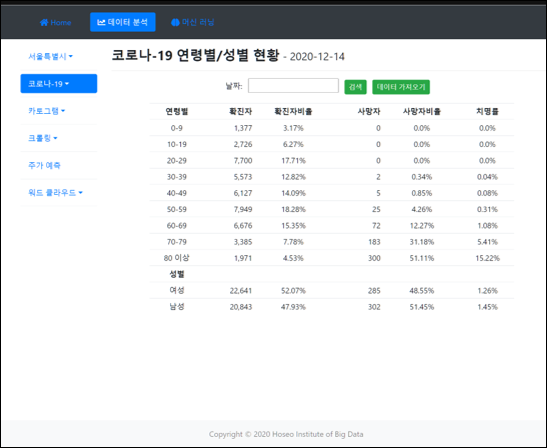 Home 데이터 분석 머신 러닝
서울특별시
코로나-19
카토그램
크롤링
주가 예측
워드 클라우드
코로나-19 연령별/성별 현황 - 2020-12-14
날짜: 검색 데이터 가져오기
연령별 확진자 확진자비율 사망자 사망자비율 치명률
0-9 1,377 3.17% 0 0.0% 0.0%
10-19 2,726 6.27% 0 0.0% 0.0%
20-29 7,700 17.71% 0 0.0% 0.0%
30-39 5,573 12.82% 2 0.34% 0.04%
40-49 6,127 14.09% 5 0.85% 0.08%
50-59 7,949 18.28% 25 4.26% 0.31%
60-69 6,676 15.35% 72 12.27% 1.08%
70-79 3,385 7.78% 183 31.18% 5.41%
80 이상 1,971 4.53% 300 51.11% 15.22%
성별
여성 22,641 52.07% 285 48.55% 1.26%
남성 20,843 47.93% 302 51.45% 1.45%
Copyright © 2020 Hoseo Institute of Big Data